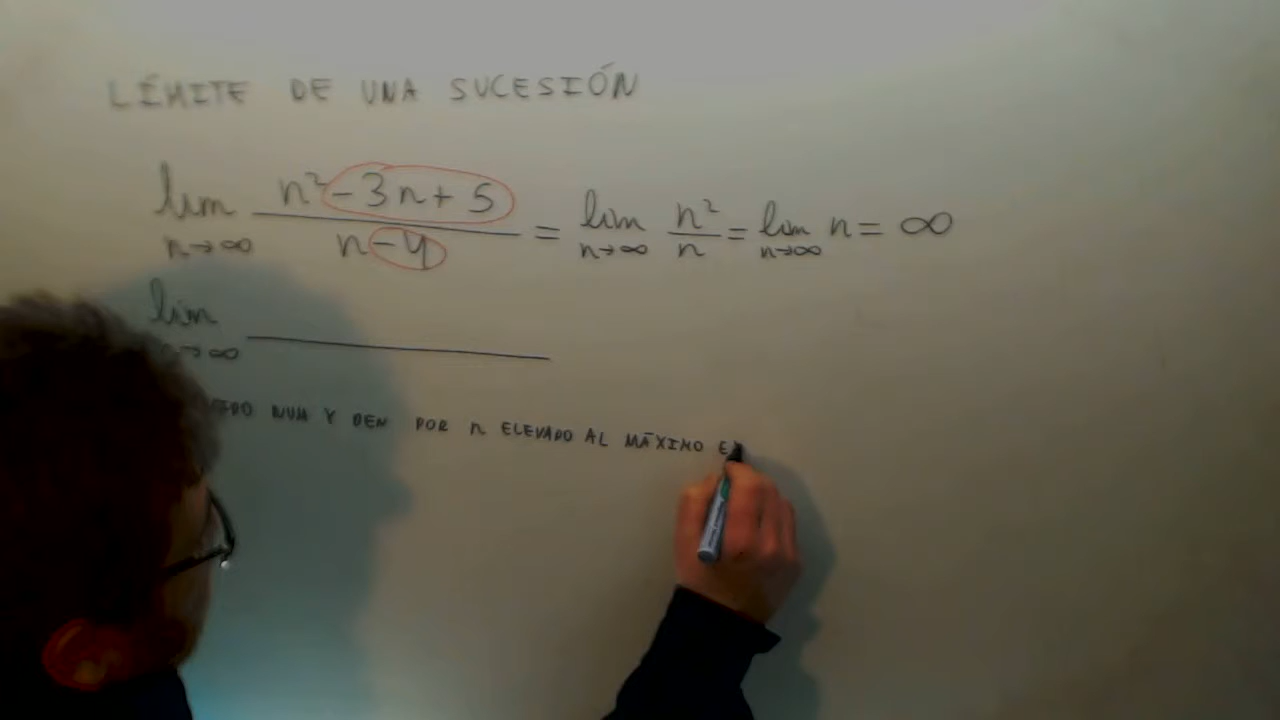 LÍMITE DE UNA SUCESIÓN
lim n→∞ (n² - 3n + 5)/(n - 4) = lim n→∞ n²/n = lim n→∞ n = ∞
lim n→∞
NUM Y DEN POR n ELEVADO AL MÁXIMO